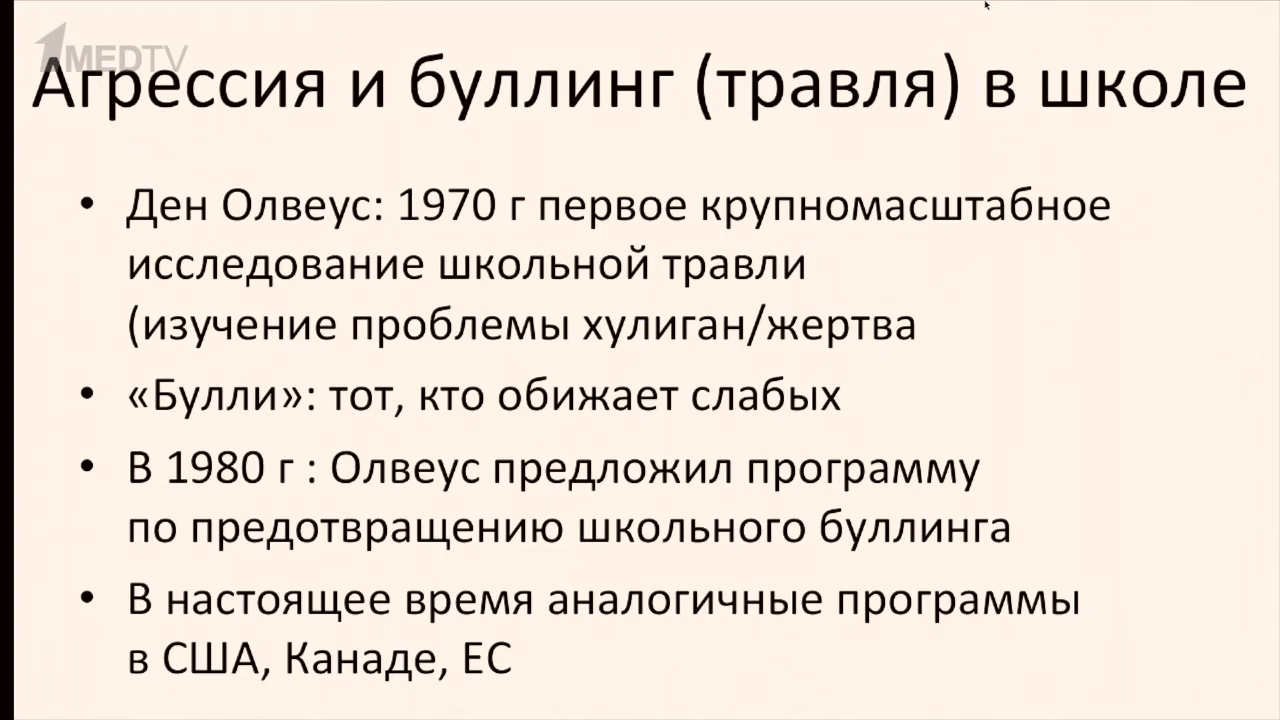 1MEDTV
Агрессия и буллинг (травля) в школе
• Ден Олвеус: 1970 г первое крупномасштабное
исследование школьной травли
(изучение проблемы хулиган/жертва
• «Булли»: тот, кто обижает слабых
• В 1980 г : Олвеус предложил программу
по предотвращению школьного буллинга
• В настоящее время аналогичные программы
в США, Канаде, ЕС